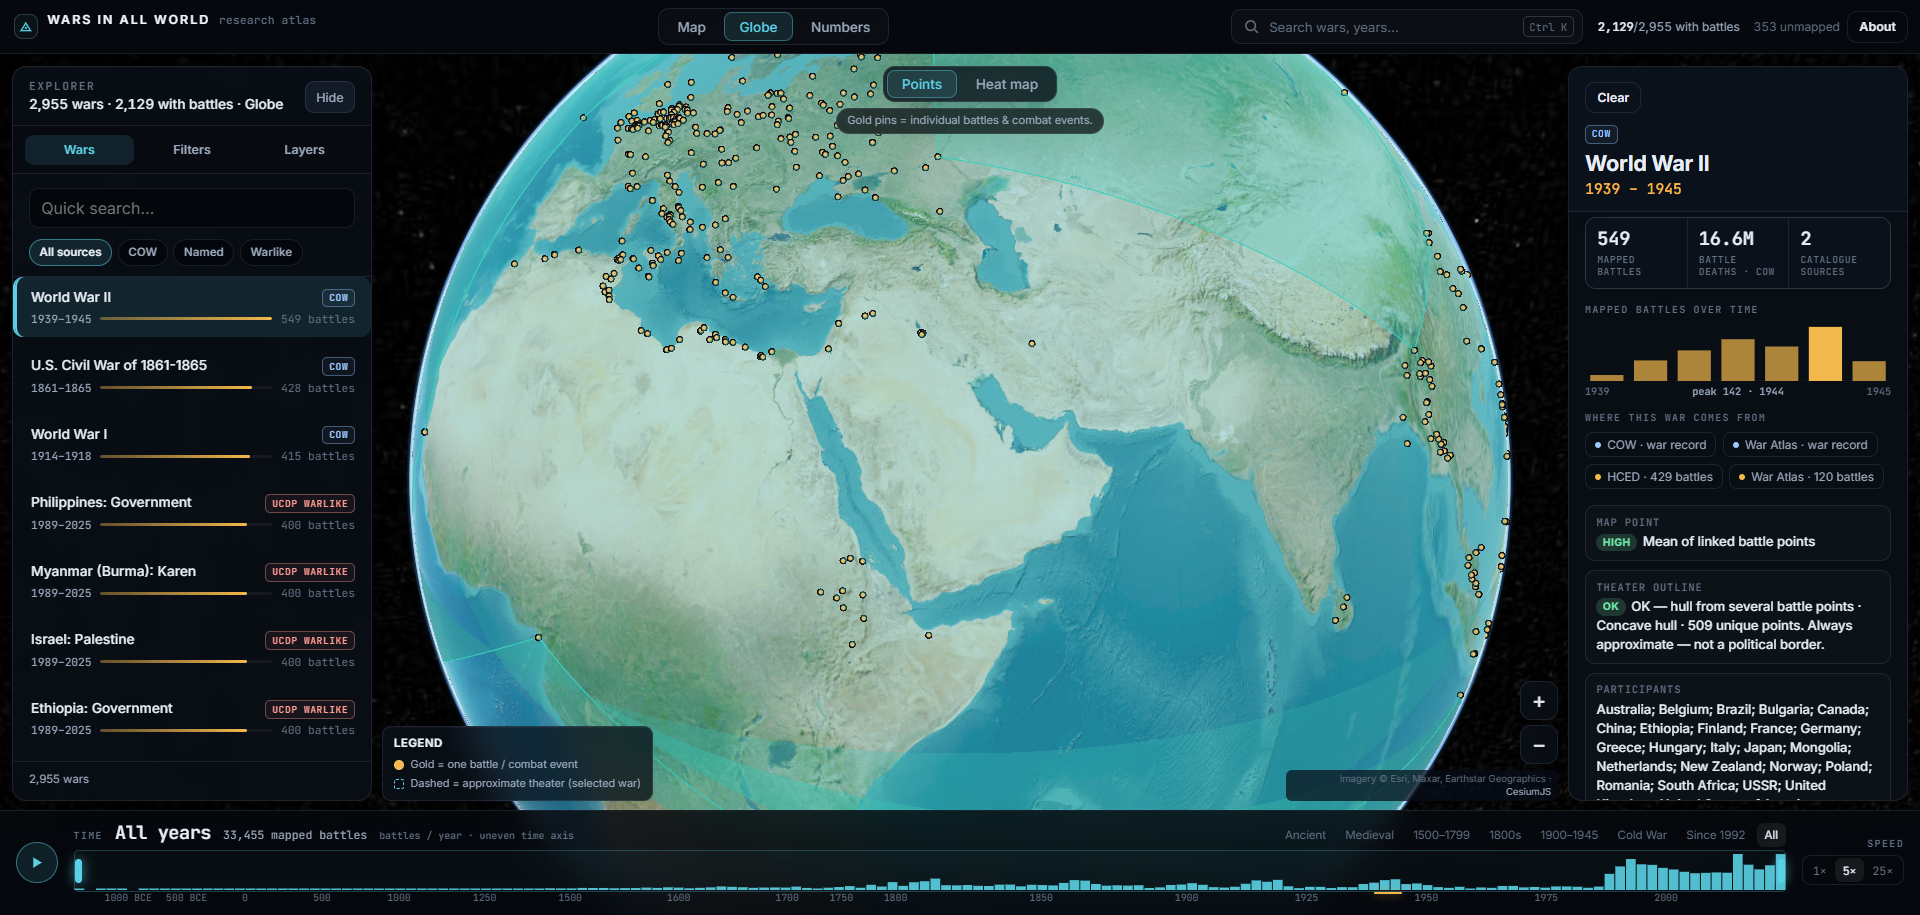 WARS IN ALL WORLD research atlas
Map Globe Numbers
Search wars, years... Ctrl K
2,129/2,955 with battles 353 unmapped About
EXPLORER
2,955 wars · 2,129 with battles · Globe
Hide
Wars Filters Layers
Quick search...
All sources COW Named Warlike
World War II COW
1939–1945 549 battles
U.S. Civil War of 1861-1865 COW
1861–1865 428 battles
World War I COW
1914–1918 415 battles
Philippines: Government UCDP WARLIKE
1989–2025 400 battles
Myanmar (Burma): Karen UCDP WARLIKE
1989–2025 400 battles
Israel: Palestine UCDP WARLIKE
1989–2025 400 battles
Ethiopia: Government UCDP WARLIKE
1989–2025 400 battles
2,955 wars
Points Heat map
Gold pins = individual battles & combat events.
LEGEND
Gold = one battle / combat event
Dashed = approximate theater (selected war)
+
−
Imagery © Esri, Maxar, Earthstar Geographics ·
CesiumJS
Clear
COW
World War II
1939 – 1945
549
MAPPED
BATTLES
16.6M
BATTLE
DEATHS · COW
2
CATALOGUE
SOURCES
MAPPED BATTLES OVER TIME
1939 peak 142 · 1944 1945
WHERE THIS WAR COMES FROM
COW · war record War Atlas · war record
HCED · 429 battles War Atlas · 120 battles
MAP POINT
HIGH Mean of linked battle points
THEATER OUTLINE
OK OK — hull from several battle points ·
Concave hull · 509 unique points. Always
approximate — not a political border.
PARTICIPANTS
Australia; Belgium; Brazil; Bulgaria; Canada;
China; Ethiopia; Finland; France; Germany;
Greece; Hungary; Italy; Japan; Mongolia;
Netherlands; New Zealand; Norway; Poland;
Romania; South Africa; USSR; United
TIME All years 33,455 mapped battles battles / year · uneven time axis
Ancient Medieval 1500–1799 1800s 1900–1945 Cold War Since 1992 All
SPEED
1× 5× 25×
1000 BCE 500 BCE 0 500 1000 1250 1500 1600 1700 1750 1800 1850 1900 1925 1950 1975 2000